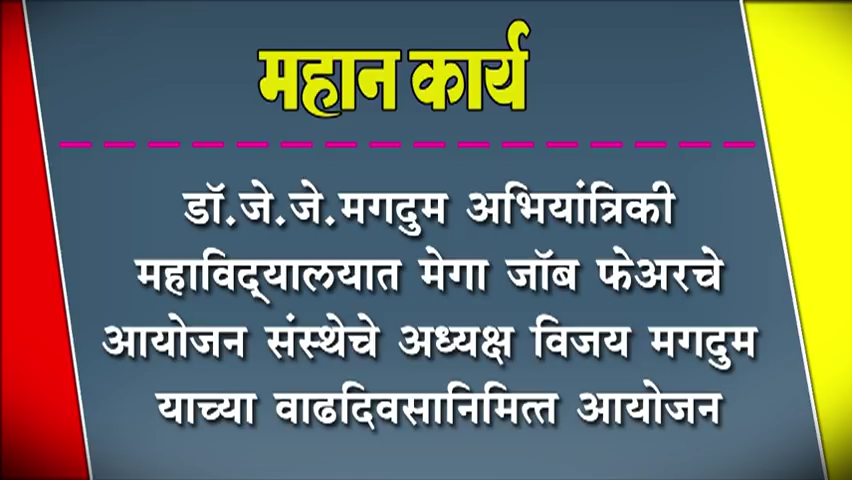 महान कार्य
डॉ.जे.जे.मगदुम अभियांत्रिकी
महाविद्‌यालयात मेगा जॉब फेअरचे
आयोजन संस्थेचे अध्यक्ष विजय मगदुम
याच्या वाढदिवसानिमित्त आयोजन